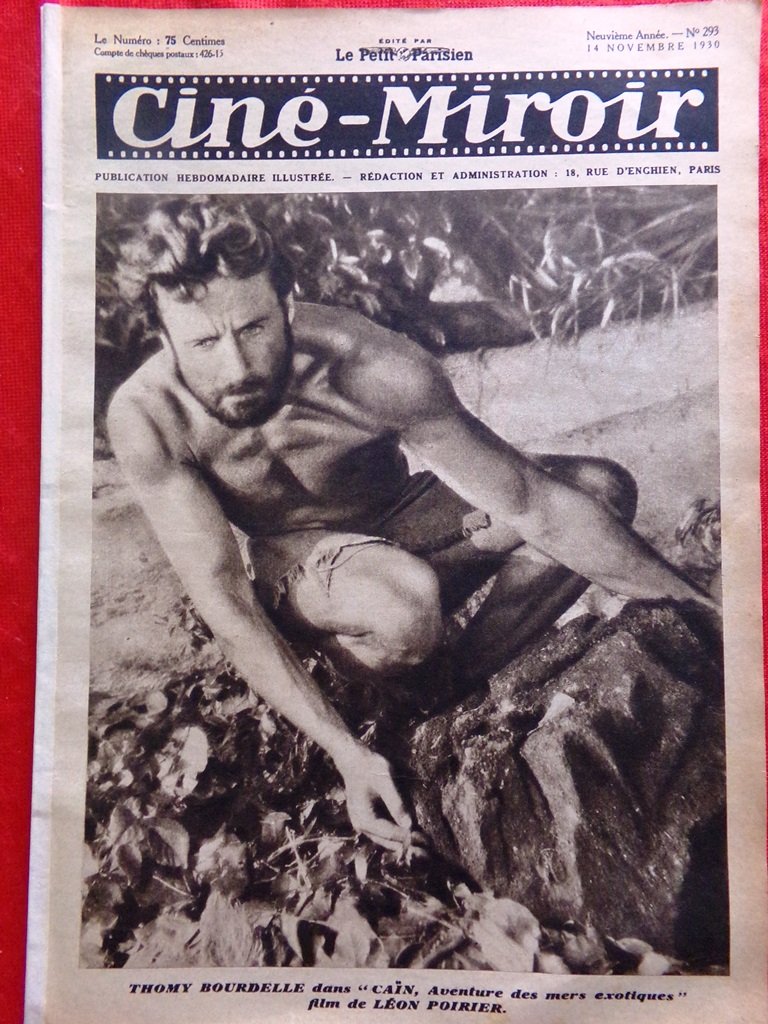 Le Numéro : 75 Centimes
Compte de chèques postaux : 426-15
ÉDITÉ PAR
Le Petit Parisien
Neuvième Année. — Nº 293
14 NOVEMBRE 1930
Ciné-Miroir
PUBLICATION HEBDOMADAIRE ILLUSTRÉE. — RÉDACTION ET ADMINISTRATION : 18, RUE D'ENGHIEN, PARIS
THOMY BOURDELLE dans "CAÏN, Aventure des mers exotiques"
film de LÉON POIRIER.